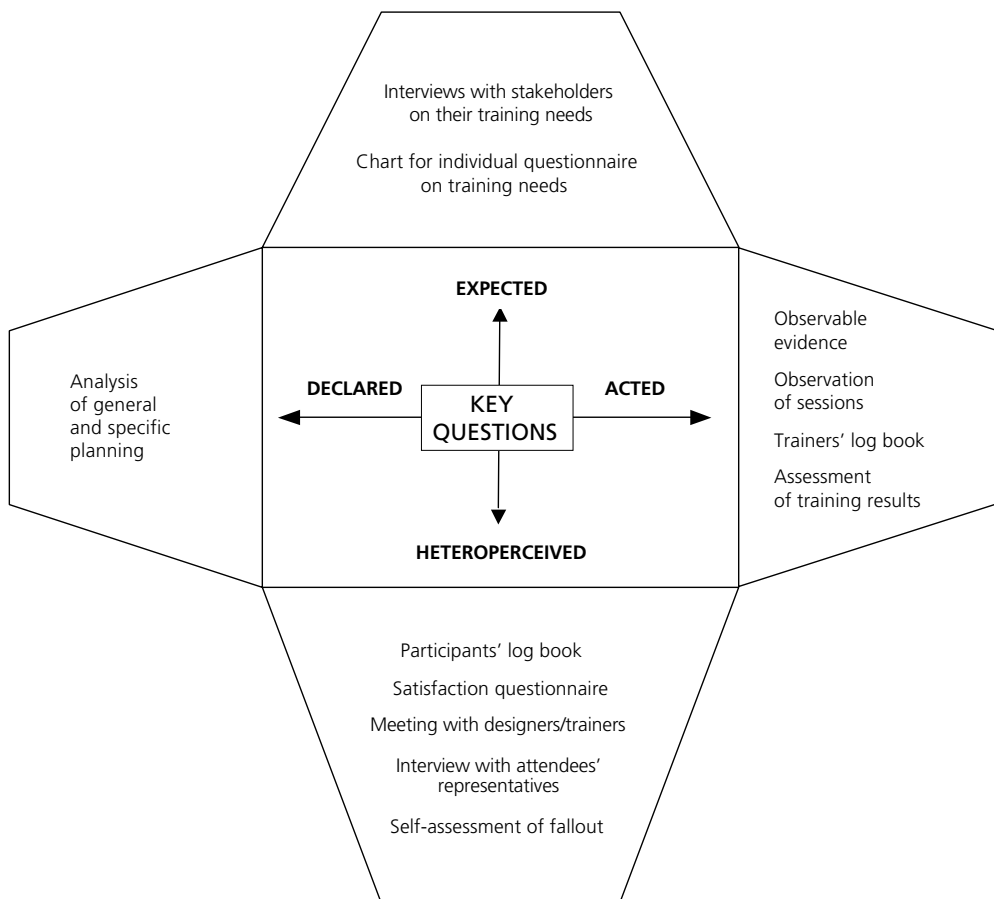 Interviews with stakeholders
on their training needs
Chart for individual questionnaire
on training needs
EXPECTED
DECLARED
ACTED
KEY
QUESTIONS
HETEROPERCEIVED
Analysis
of general
and specific
planning
Observable
evidence
Observation
of sessions
Trainers’ log book
Assessment
of training results
Participants’ log book
Satisfaction questionnaire
Meeting with designers/trainers
Interview with attendees’
representatives
Self-assessment of fallout